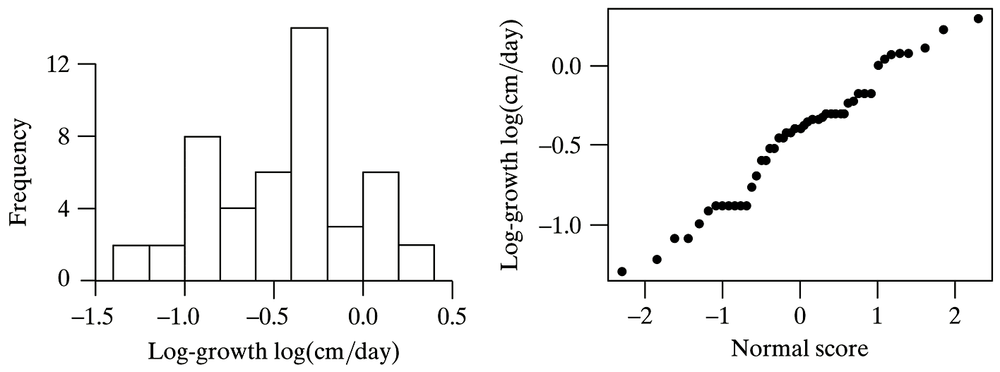 12
8
4
0
Frequency
–1.5 –1.0 –0.5 0.0 0.5
Log-growth log(cm/day)
0.0
–0.5
–1.0
Log-growth log(cm/day)
–2 –1 0 1 2
Normal score